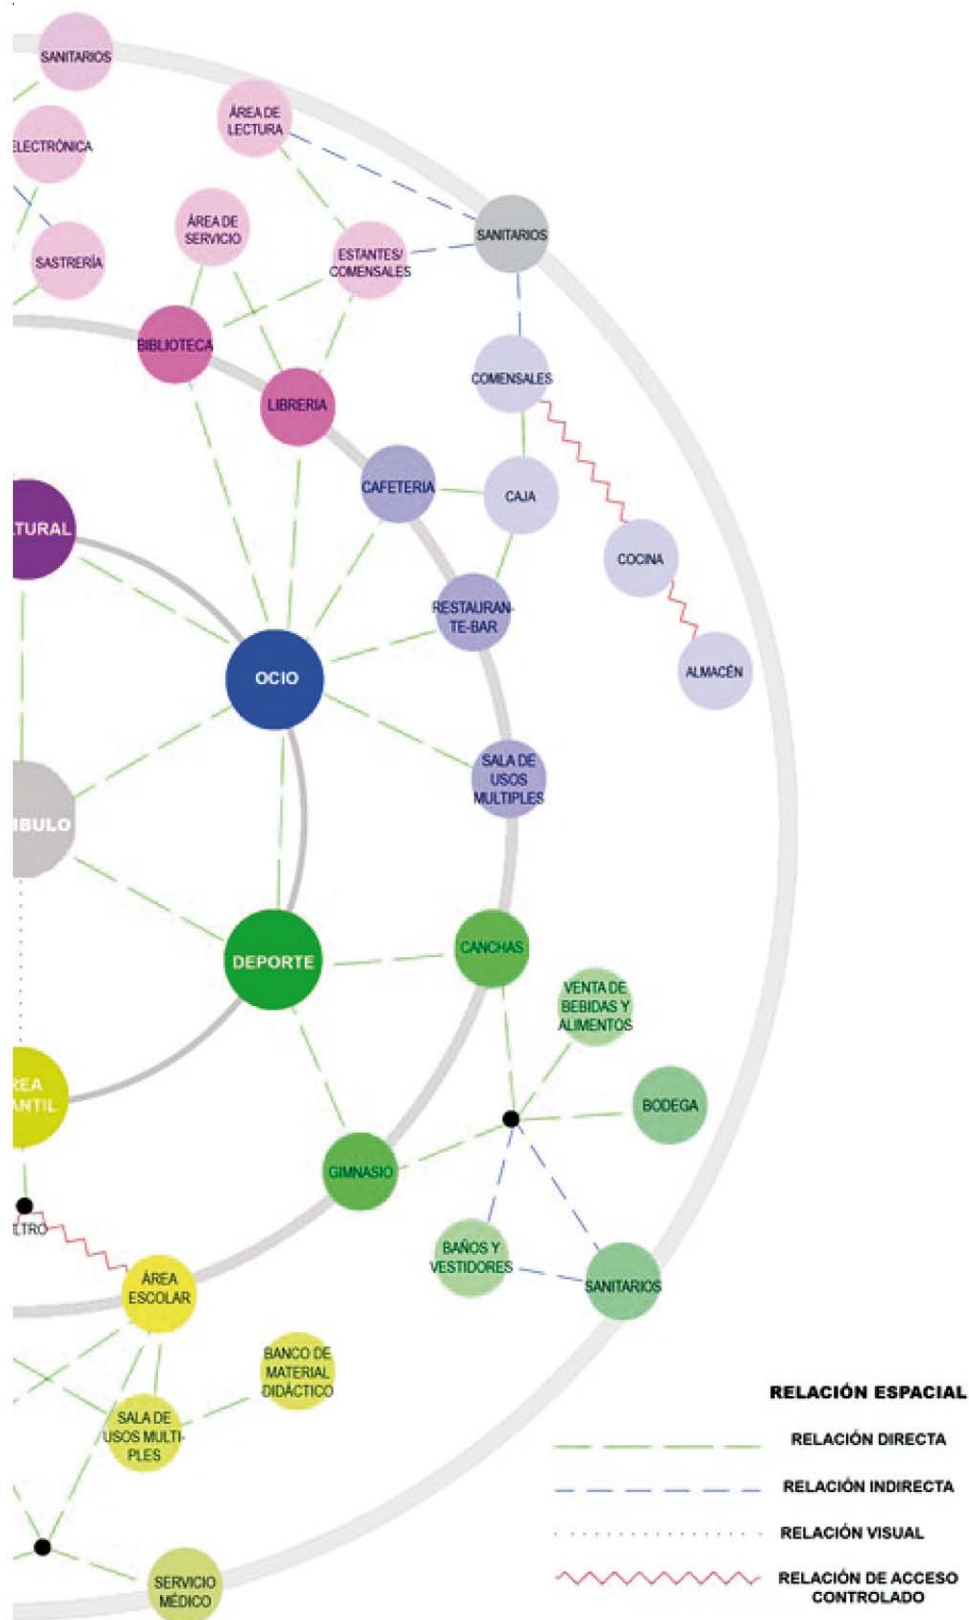 SANITARIOS
ÁREA DE
LECTURA
ELECTRÓNICA
ÁREA DE
SERVICIO
SANITARIOS
SASTRERÍA
ESTANTES/
COMENSALES
BIBLIOTECA
COMENSALES
LIBRERIA
CAFETERIA
CAJA
TURAL
COCINA
RESTAURAN-
TE-BAR
OCIO
ALMACÉN
SALA DE
USOS
MULTIPLES
IBULO
CANCHAS
DEPORTE
VENTA DE
BEBIDAS Y
ALIMENTOS
REA
ANTIL
BODEGA
GIMNASIO
LTRO
BAÑOS Y
VESTIDORES
SANITARIOS
ÁREA
ESCOLAR
BANCO DE
MATERIAL
DIDÁCTICO
SALA DE
USOS MULTI-
PLES
SERVICIO
MÉDICO
RELACIÓN ESPACIAL
RELACIÓN DIRECTA
RELACIÓN INDIRECTA
RELACIÓN VISUAL
RELACIÓN DE ACCESO
CONTROLADO